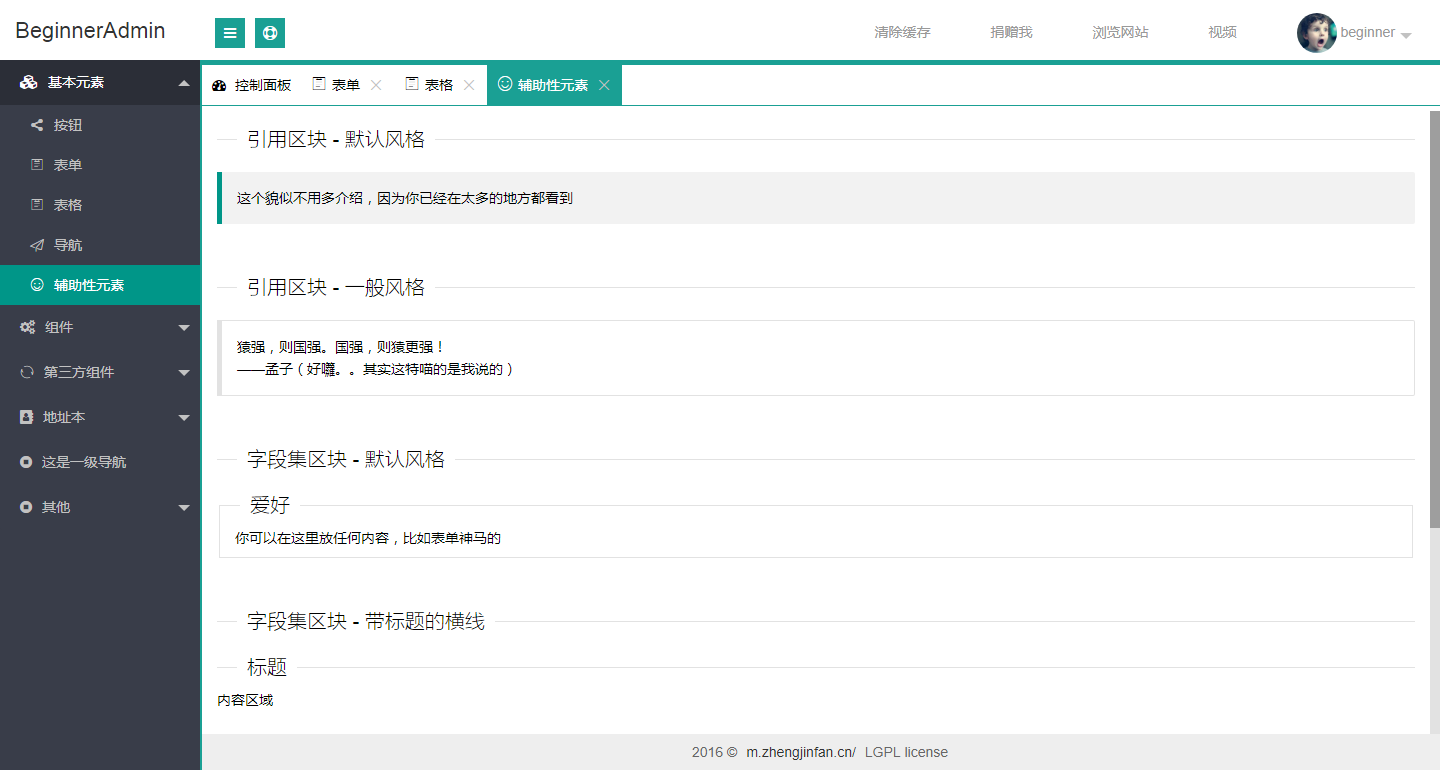 BeginnerAdmin
清除缓存
捐赠我
浏览网站
视频
beginner
基本元素
按钮
表单
表格
导航
辅助性元素
组件
第三方组件
地址本
这是一级导航
其他
控制面板
表单
表格
辅助性元素
引用区块 - 默认风格
这个貌似不用多介绍，因为你已经在太多的地方都看到
引用区块 - 一般风格
猿强，则国强。国强，则猿更强！
——孟子（好囖。。其实这特喵的是我说的）
字段集区块 - 默认风格
爱好
你可以在这里放任何内容，比如表单神马的
字段集区块 - 带标题的横线
标题
内容区域
2016 © m.zhengjinfan.cn/ LGPL license